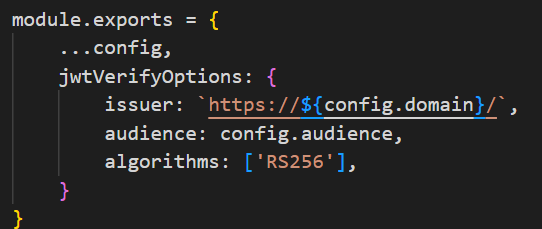 module.exports = {
    ...config,
    jwtVerifyOptions: {
        issuer: `https://${config.domain}/`,
        audience: config.audience,
        algorithms: ['RS256'],
    }
}